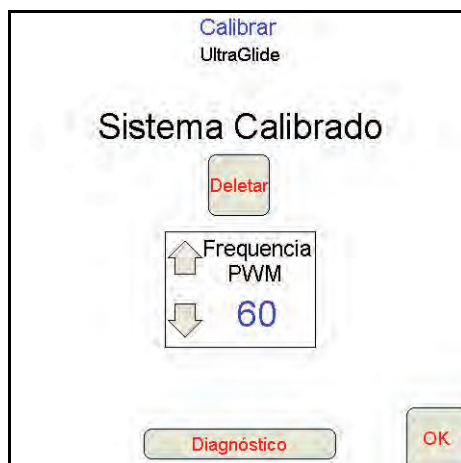 Calibrar
UltraGlide
Sistema Calibrado
Deletar
Frequencia
PWM
60
Diagnóstico
OK